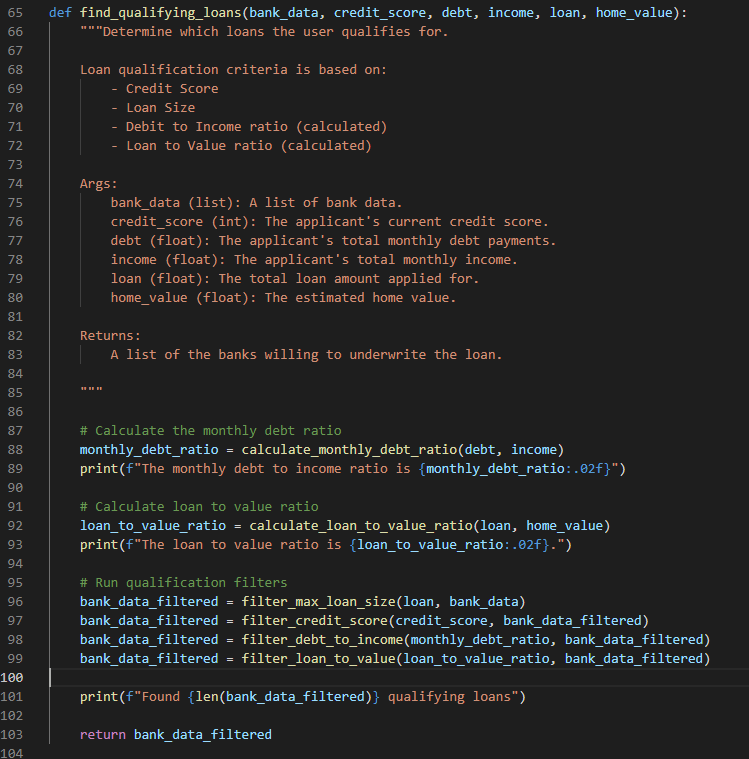 65 def find_qualifying_loans(bank_data, credit_score, debt, income, loan, home_value):
66     """Determine which loans the user qualifies for.
67
68     Loan qualification criteria is based on:
69         - Credit Score
70         - Loan Size
71         - Debit to Income ratio (calculated)
72         - Loan to Value ratio (calculated)
73
74     Args:
75         bank_data (list): A list of bank data.
76         credit_score (int): The applicant's current credit score.
77         debt (float): The applicant's total monthly debt payments.
78         income (float): The applicant's total monthly income.
79         loan (float): The total loan amount applied for.
80         home_value (float): The estimated home value.
81
82     Returns:
83         A list of the banks willing to underwrite the loan.
84
85     """
86
87     # Calculate the monthly debt ratio
88     monthly_debt_ratio = calculate_monthly_debt_ratio(debt, income)
89     print(f"The monthly debt to income ratio is {monthly_debt_ratio:.02f}")
90
91     # Calculate loan to value ratio
92     loan_to_value_ratio = calculate_loan_to_value_ratio(loan, home_value)
93     print(f"The loan to value ratio is {loan_to_value_ratio:.02f}.")
94
95     # Run qualification filters
96     bank_data_filtered = filter_max_loan_size(loan, bank_data)
97     bank_data_filtered = filter_credit_score(credit_score, bank_data_filtered)
98     bank_data_filtered = filter_debt_to_income(monthly_debt_ratio, bank_data_filtered)
99     bank_data_filtered = filter_loan_to_value(loan_to_value_ratio, bank_data_filtered)
100
101     print(f"Found {len(bank_data_filtered)} qualifying loans")
102
103     return bank_data_filtered
104